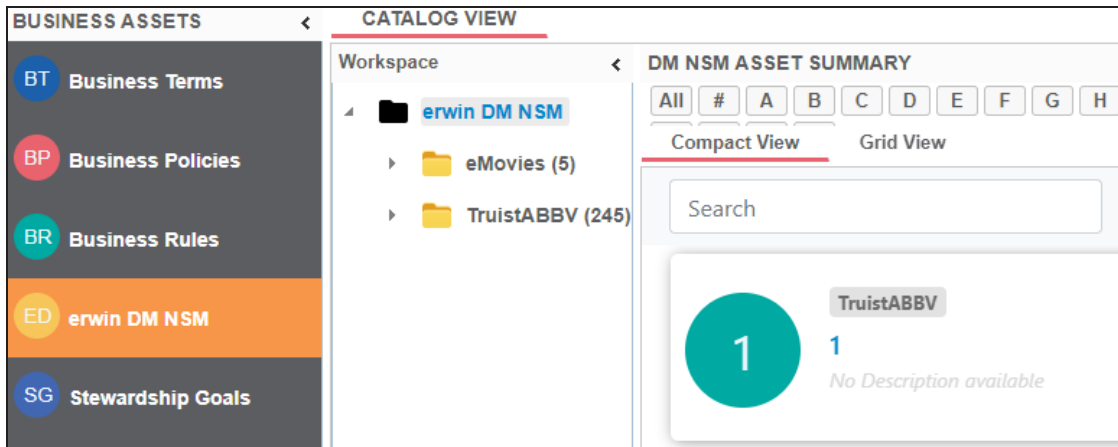 BUSINESS ASSETS
BT Business Terms
BP Business Policies
BR Business Rules
ED erwin DM NSM
SG Stewardship Goals
CATALOG VIEW
Workspace
erwin DM NSM
eMovies (5)
TruistABBV (245)
DM NSM ASSET SUMMARY
All # A B C D E F G H
Compact View Grid View
Search
TruistABBV
1
1
No Description available